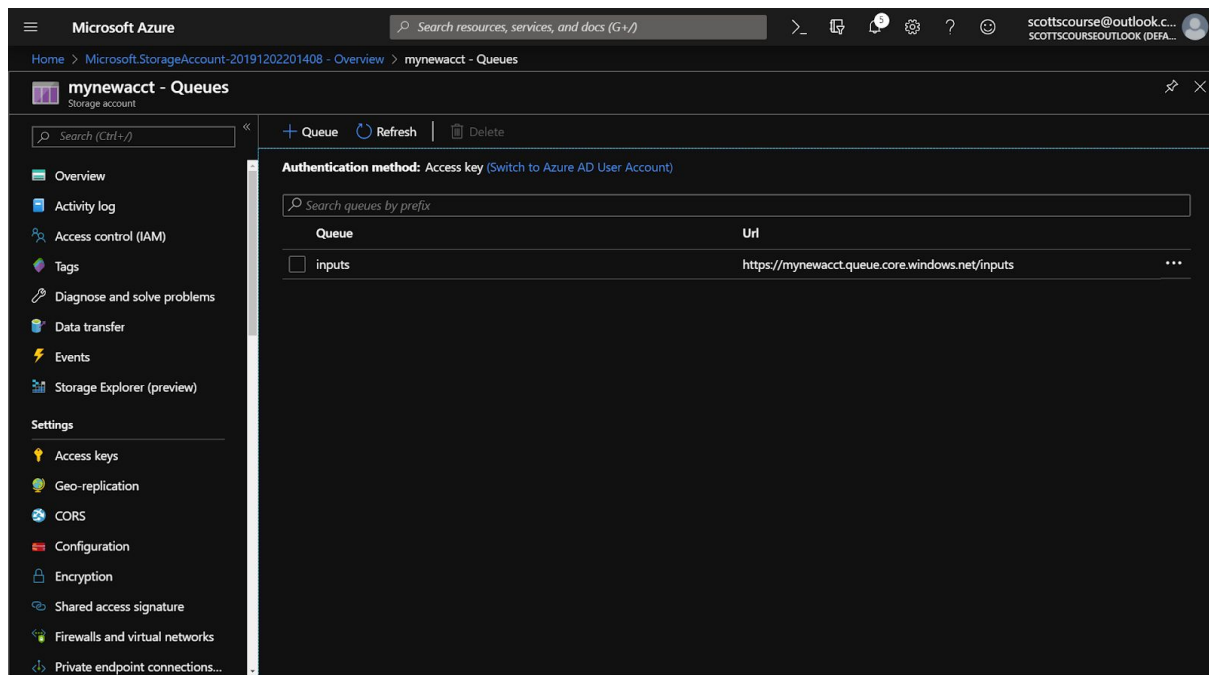 Microsoft Azure
Search resources, services, and docs (G+/)
5
scottscourse@outlook.c...
SCOTTSCOURSEOUTLOOK (DEFA...
Home > Microsoft.StorageAccount-20191202201408 - Overview > mynewacct - Queues
mynewacct - Queues
Storage account
Search (Ctrl+/)
Overview
Activity log
Access control (IAM)
Tags
Diagnose and solve problems
Data transfer
Events
Storage Explorer (preview)
Settings
Access keys
Geo-replication
CORS
Configuration
Encryption
Shared access signature
Firewalls and virtual networks
Private endpoint connections...
Queue Refresh Delete
Authentication method: Access key (Switch to Azure AD User Account)
Search queues by prefix
Queue Url
inputs https://mynewacct.queue.core.windows.net/inputs